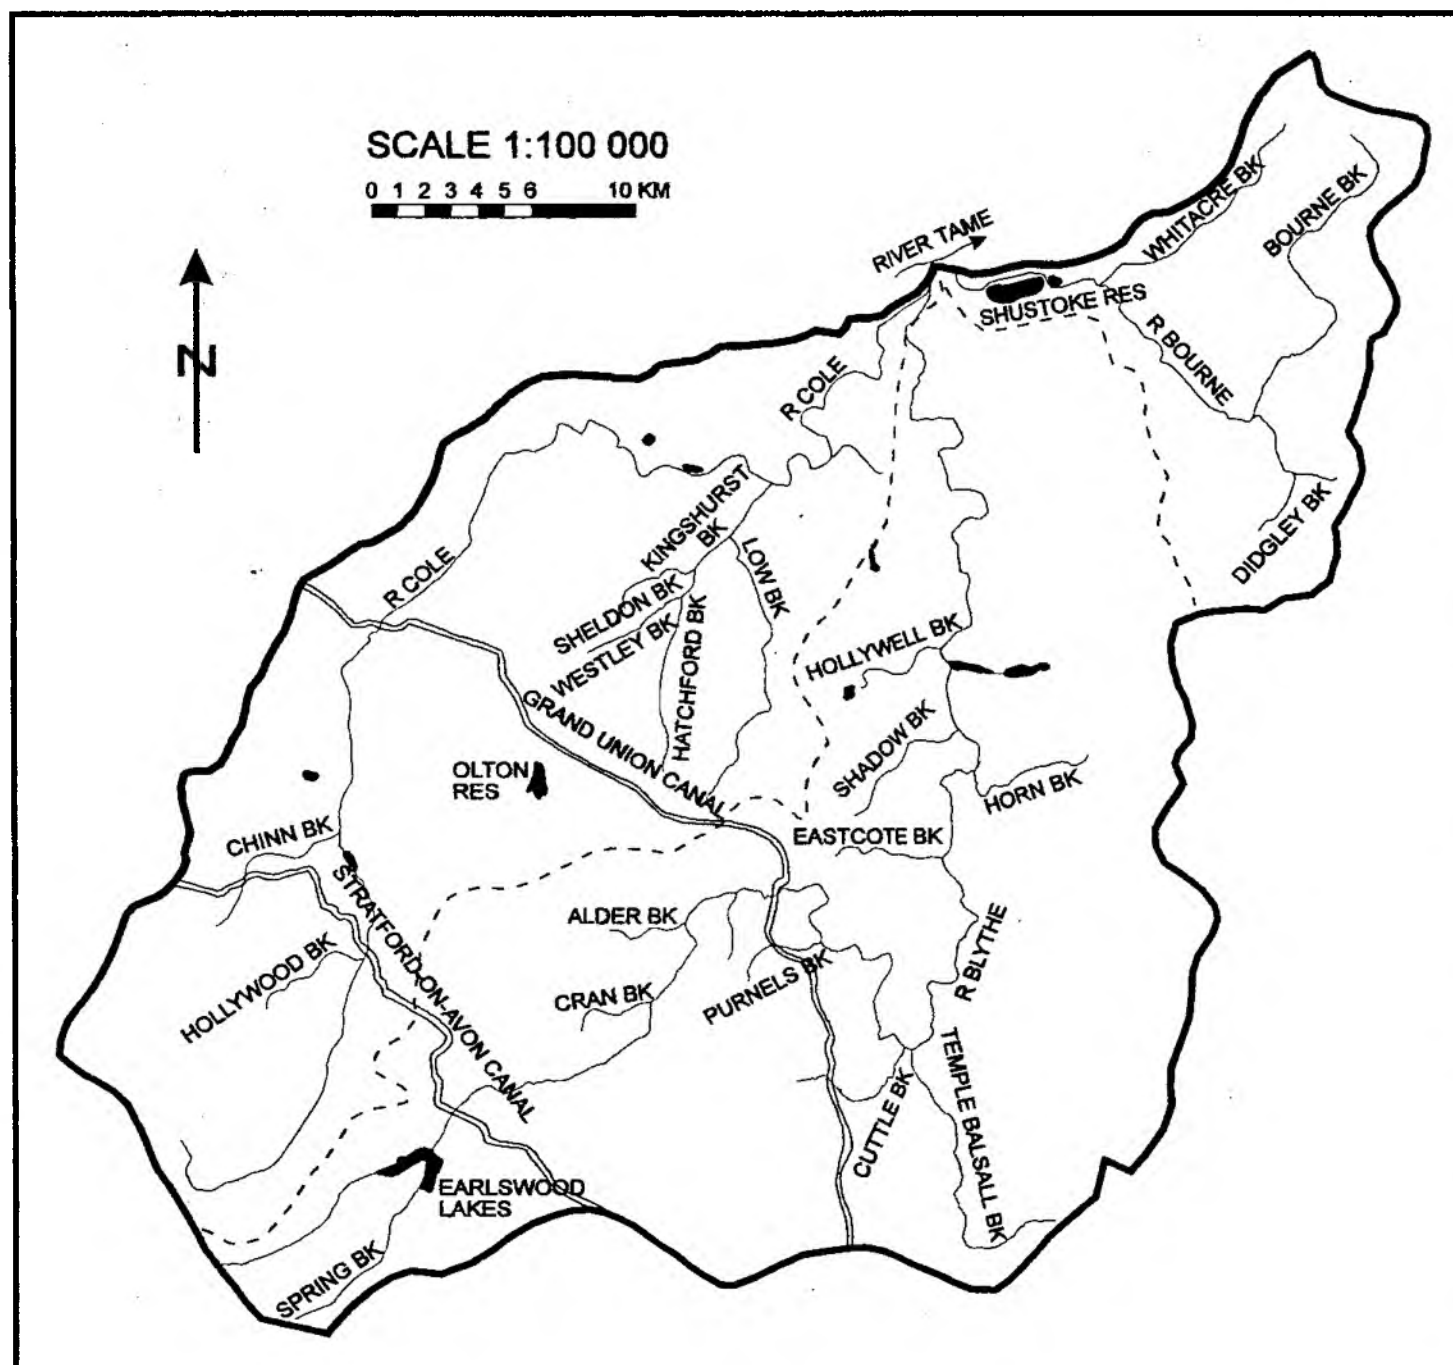 SCALE 1:100 000
0 1 2 3 4 5 6 10 KM
N
RIVER TAME
WHITACRE BK
BOURNE BK
SHUSTOKE RES
R BOURNE
R COLE
DIDGLEY BK
KINGSHURST
BK
LOW BK
R COLE
SHELDON BK
WESTLEY BK
HATCHFORD BK
HOLLYWELL BK
GRAND UNION CANAL
SHADOW BK
OLTON
RES
HORN BK
CHINN BK
EASTCOTE BK
STRATFORD-ON-AVON CANAL
ALDER BK
R BLYTHE
HOLLYWOOD BK
PURNELS BK
CRAN BK
TEMPLE BALSALL BK
CUTTLE BK
EARLSWOOD
LAKES
SPRING BK